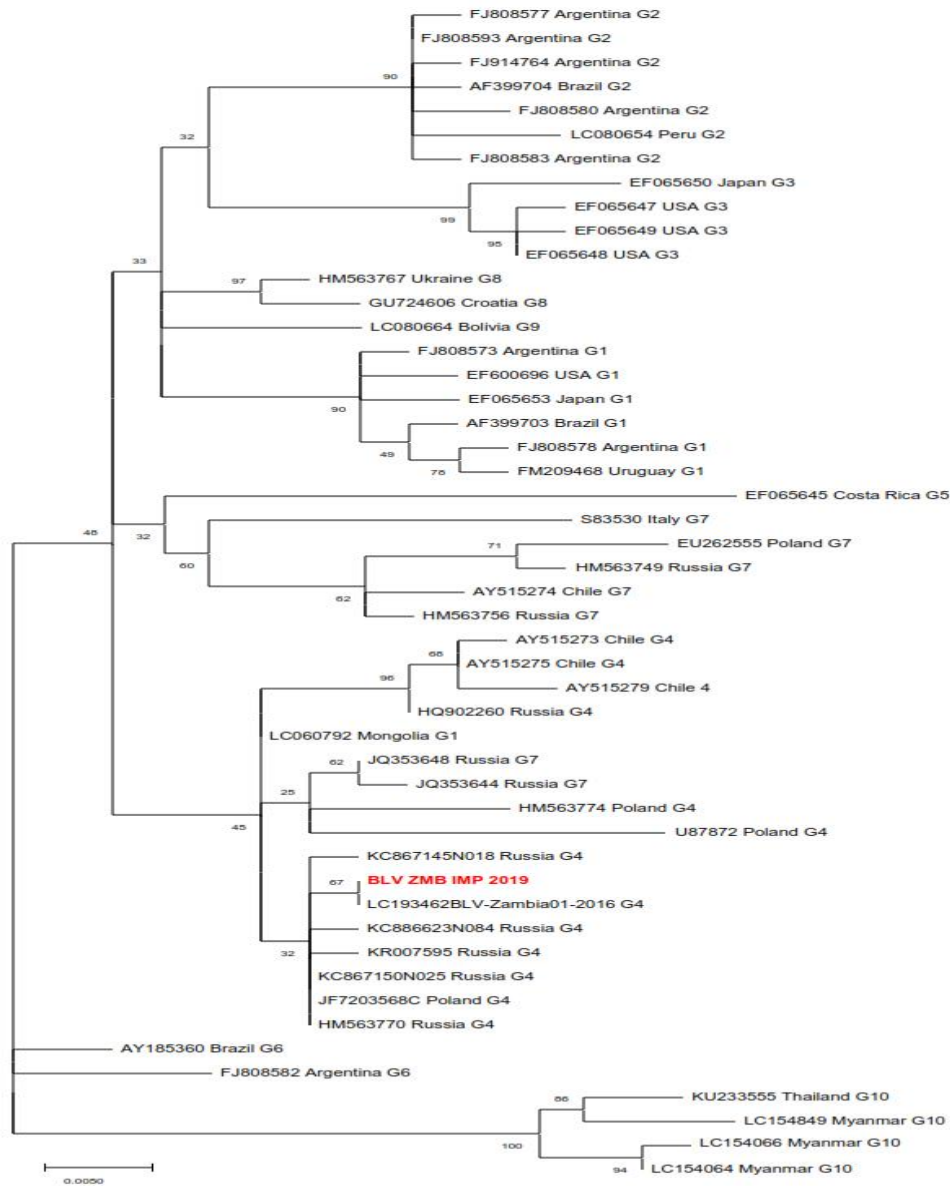 FJ808577 Argentina G2
FJ808593 Argentina G2
FJ914764 Argentina G2
90
AF399704 Brazil G2
FJ808580 Argentina G2
32
LC080654 Peru G2
FJ808583 Argentina G2
EF065650 Japan G3
EF065647 USA G3
99
EF065649 USA G3
95
EF065648 USA G3
33
HM563767 Ukraine G8
97
GU724606 Croatia G8
LC080664 Bolivia G9
FJ808573 Argentina G1
EF600696 USA G1
EF065653 Japan G1
90
AF399703 Brazil G1
49
FJ808578 Argentina G1
78
FM209468 Uruguay G1
EF065645 Costa Rica G5
S83530 Italy G7
48
32
EU262555 Poland G7
71
60
HM563749 Russia G7
AY515274 Chile G7
62
HM563756 Russia G7
AY515273 Chile G4
68
AY515275 Chile G4
96
AY515279 Chile 4
HQ902260 Russia G4
LC060792 Mongolia G1
JQ353648 Russia G7
62
JQ353644 Russia G7
25
HM563774 Poland G4
45
U87872 Poland G4
KC867145N018 Russia G4
67
BLV ZMB IMP 2019
LC193462BLV-Zambia01-2016 G4
KC886623N084 Russia G4
32
KR007595 Russia G4
KC867150N025 Russia G4
JF7203568C Poland G4
HM563770 Russia G4
AY185360 Brazil G6
FJ808582 Argentina G6
KU233555 Thailand G10
86
LC154849 Myanmar G10
100
LC154066 Myanmar G10
94
LC154064 Myanmar G10
0.0050